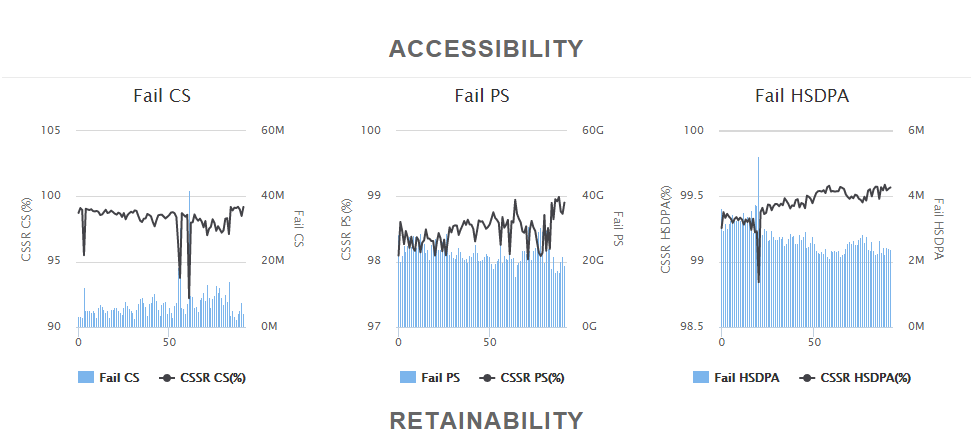 ACCESSIBILITY
Fail CS
Fail PS
Fail HSDPA
105
60M
100
60G
100
6M
100
40M
99
40G
99.5
4M
CSSR CS(%)
Fail CS
CSSR PS(%)
Fail PS
CSSR HSDPA(%)
Fail HSDPA
95
20M
98
20G
99
2M
90
0M
97
0G
98.5
0M
0
50
0
50
0
50
Fail CS
CSSR CS(%)
Fail PS
CSSR PS(%)
Fail HSDPA
CSSR HSDPA(%)
RETAINABILITY